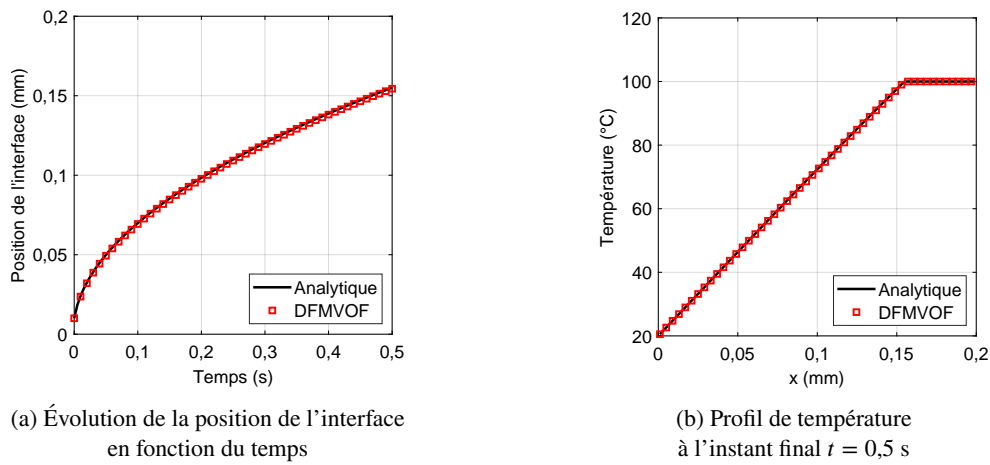 0,2
0,15
0,1
0,05
0
Position de l'interface (mm)
0
0,1
0,2
0,3
0,4
0,5
Temps (s)
Analytique
DFMVOF
(a) Évolution de la position de l'interface
en fonction du temps
120
100
80
60
40
20
Température (°C)
0
0,05
0,1
0,15
0,2
x (mm)
Analytique
DFMVOF
(b) Profil de température
à l'instant final t = 0,5 s